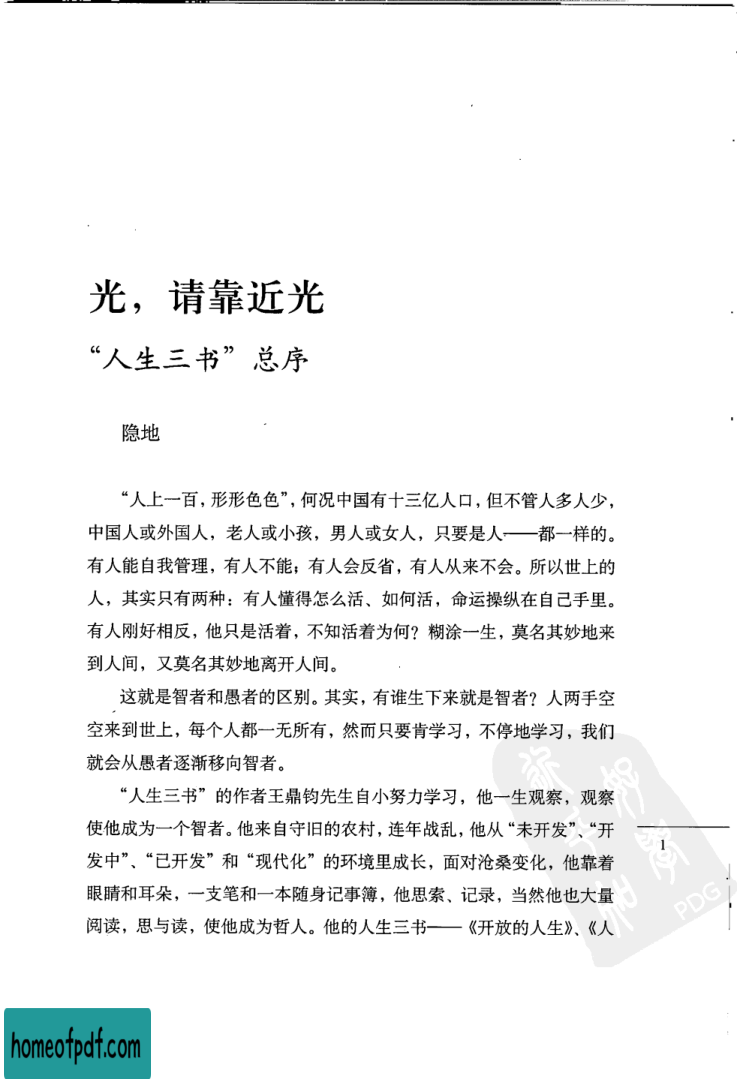 光，请靠近光
“人生三书”总序
隐地
“人上一百，形形色色”，何况中国有十三亿人口，但不管人多人少，
中国人或外国人，老人或小孩，男人或女人，只要是人——都一样的。
有人能自我管理，有人不能；有人会反省，有人从来不会。所以世上的
人，其实只有两种：有人懂得怎么活、如何活，命运操纵在自己手里。
有人刚好相反，他只是活着，不知活着为何？糊涂一生，莫名其妙地来
到人间，又莫名其妙地离开人间。
这就是智者和愚者的区别。其实，有谁生下来就是智者？人两手空
空来到世上，每个人都一无所有，然而只要肯学习，不停地学习，我们
就会从愚者逐渐移向智者。
“人生三书”的作者王鼎钧先生自小努力学习，他一生观察，观察
使他成为一个智者。他来自守旧的农村，连年战乱，他从“未开发”、“开
发中”、“已开发”和“现代化”的环境里成长，面对沧桑变化，他靠着
眼睛和耳朵，一支笔和一本随身记事簿，他思索、记录，当然他也大量
阅读，思与读，使他成为哲人。他的人生三书——《开放的人生》、《人
1
PDG
homeofpdf.com